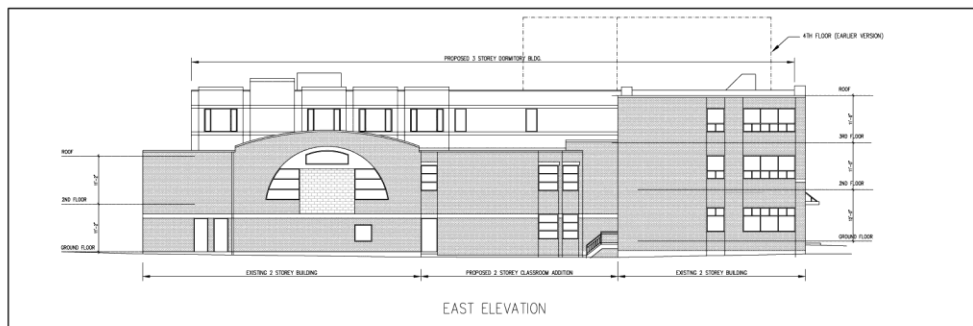 4TH FLOOR (EARLIER VERSION)
PROPOSED 3 STOREY DORMITORY BLDG.
ROOF
3RD FLOOR
ROOF
2ND FLOOR
2ND FLOOR
GROUND FLOOR
GROUND FLOOR
EXISTING 2 STOREY BUILDING
PROPOSED 2 STOREY CLASSROOM ADDITION
EXISTING 2 STOREY BUILDING
EAST ELEVATION